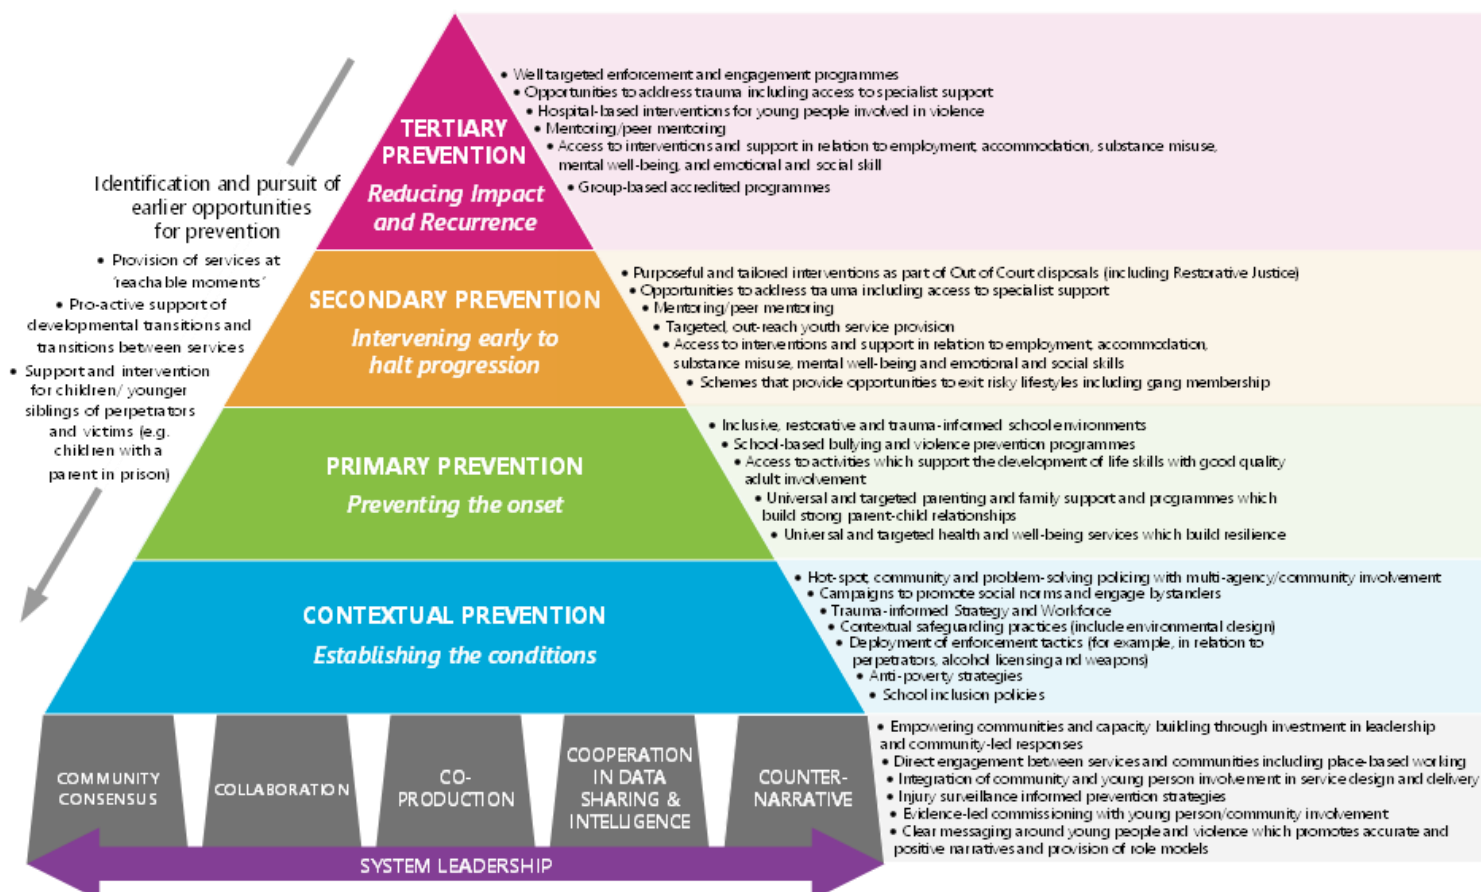 TERTIARY
PREVENTION
Reducing Impact
and Recurrence
• Well targeted enforcement and engagement programmes
• Opportunities to address trauma including access to specialist support
• Hospital-based interventions for young people involved in violence
• Mentoring/peer mentoring
• Access to interventions and support in relation to employment, accommodation, substance misuse,
mental well-being, and emotional and social skill
• Group-based accredited programmes
Identification and pursuit of
earlier opportunities
for prevention
• Provision of services at
‘reachable moments’
• Pro-active support of
developmental transitions and
transitions between services
• Support and intervention
for children/ younger
siblings of perpetrators
and victims (e.g.
children with a
parent in prison)
SECONDARY PREVENTION
Intervening early to
halt progression
• Purposeful and tailored interventions as part of Out of Court disposals (including Restorative Justice)
• Opportunities to address trauma including access to specialist support
• Mentoring/peer mentoring
• Targeted, out-reach youth service provision
• Access to interventions and support in relation to employment, accommodation,
substance misuse, mental well-being and emotional and social skills
• Schemes that provide opportunities to exit risky lifestyles including gang membership
PRIMARY PREVENTION
Preventing the onset
• Inclusive, restorative and trauma-informed school environments
• School-based bullying and violence prevention programmes
• Access to activities which support the development of life skills with good quality
adult involvement
• Universal and targeted parenting and family support and programmes which
build strong parent-child relationships
• Universal and targeted health and well-being services which build resilience
CONTEXTUAL PREVENTION
Establishing the conditions
• Hot-spot, community and problem-solving policing with multi-agency/community involvement
• Campaigns to promote social norms and engage bystanders
• Trauma-informed Strategy and Workforce
• Contextual safeguarding practices (include environmental design)
• Deployment of enforcement tactics (for example, in relation to
perpetrators, alcohol licensing and weapons)
• Anti-poverty strategies
• School inclusion policies
COMMUNITY
CONSENSUS
COLLABORATION
CO-
PRODUCTION
COOPERATION
IN DATA
SHARING &
INTELLIGENCE
COUNTER-
NARRATIVE
• Empowering communities and capacity building through investment in leadership
and community-led responses
• Direct engagement between services and communities including place-based working
• Integration of community and young person involvement in service design and delivery
• Injury surveillance informed prevention strategies
• Evidence-led commissioning with young person/community involvement
• Clear messaging around young people and violence which promotes accurate and
positive narratives and provision of role models
SYSTEM LEADERSHIP